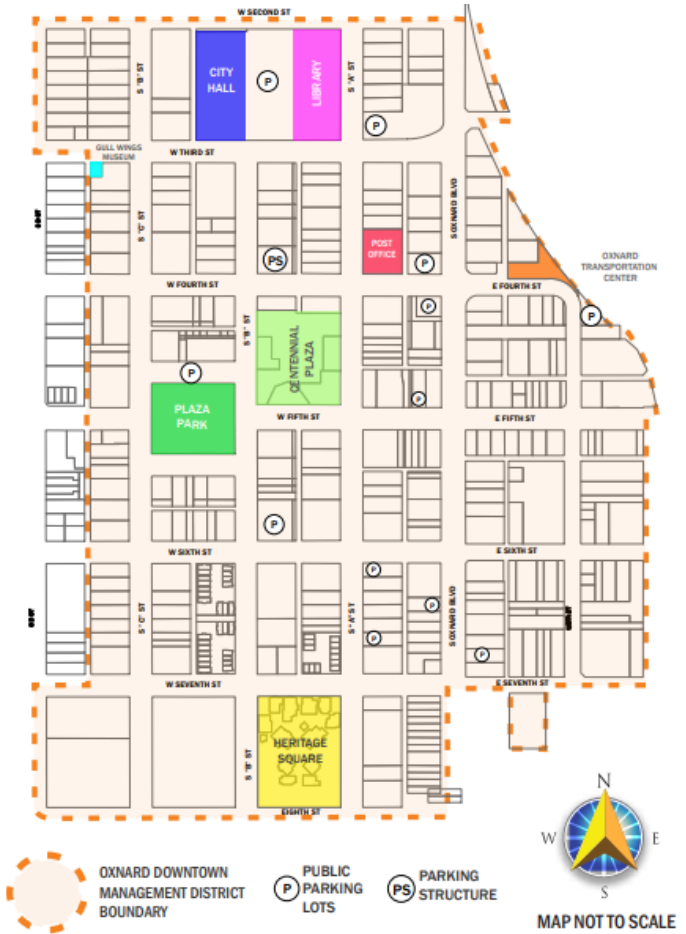 W SECOND ST
S "B" ST
CITY
HALL
P
LIBRARY
S "A" ST
P
GULL WINGS
MUSEUM
W THIRD ST
S "C" ST
PS
POST
OFFICE
P
S OXNARD BLVD
OXNARD
TRANSPORTATION
CENTER
W FOURTH ST
E FOURTH ST
P
P
S "B" ST
P
CENTENNIAL
PLAZA
P
PLAZA
PARK
W FIFTH ST
E FIFTH ST
P
W SIXTH ST
E SIXTH ST
P
P
P
P
S "C" ST
S "A" ST
S OXNARD BLVD
W SEVENTH ST
E SEVENTH ST
S "B" ST
HERITAGE
SQUARE
EIGHTH ST
N
W
E
S
OXNARD DOWNTOWN
MANAGEMENT DISTRICT
BOUNDARY
P
PUBLIC
PARKING
LOTS
PS
PARKING
STRUCTURE
MAP NOT TO SCALE